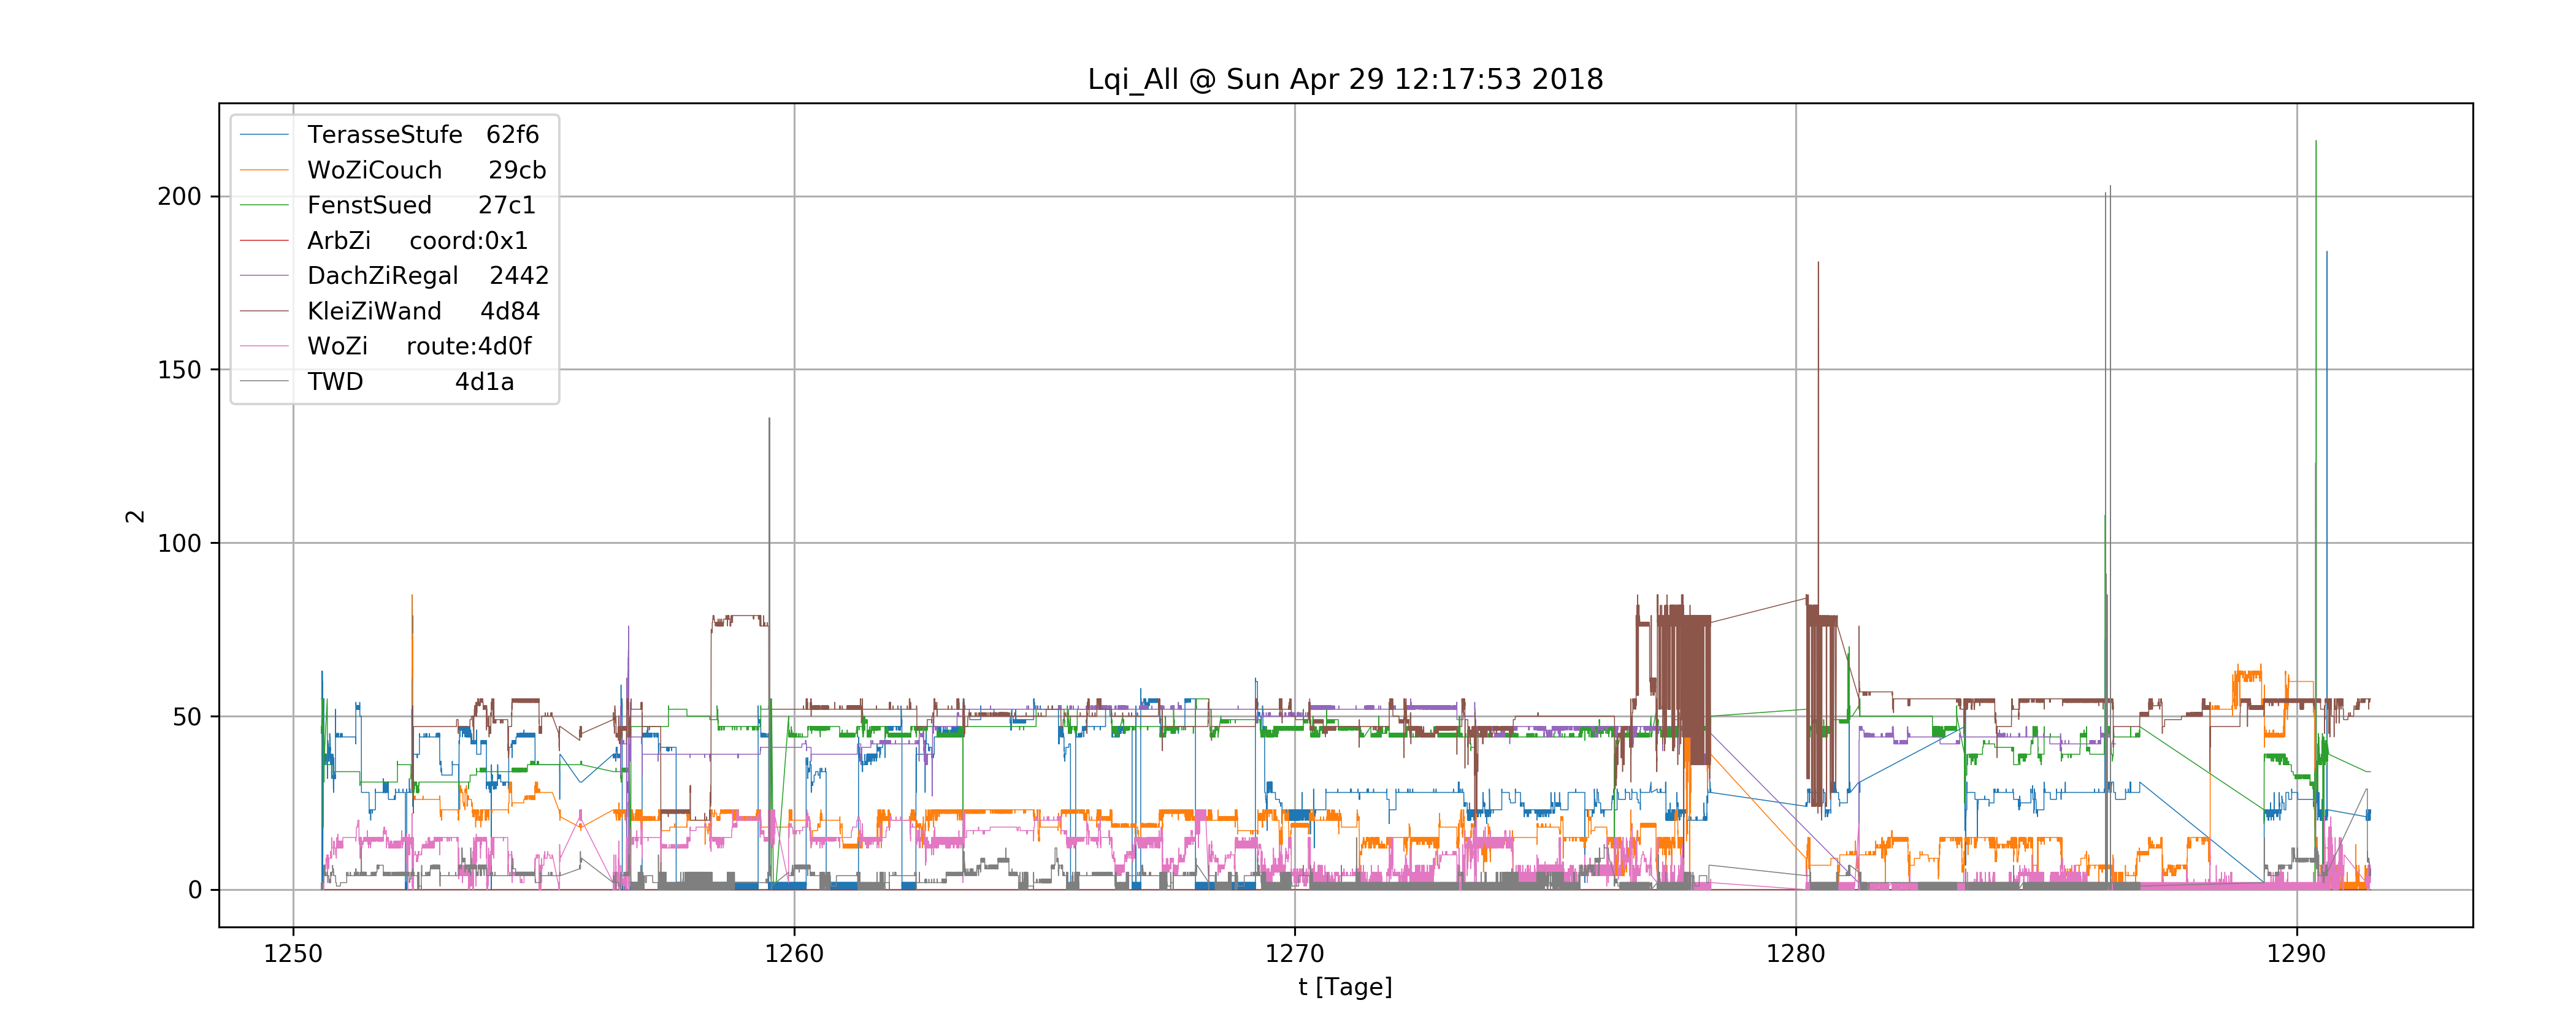 Lqi_All @ Sun Apr 29 12:17:53 2018
TerasseStufe 62f6
WoZiCouch 29cb
FenstSued 27c1
ArbZi coord:0x1
DachZiRegal 2442
KleiZiWand 4d84
WoZi route:4d0f
TWD 4d1a
200
150
100
50
0
2
1250 1260 1270 1280 1290
t [Tage]